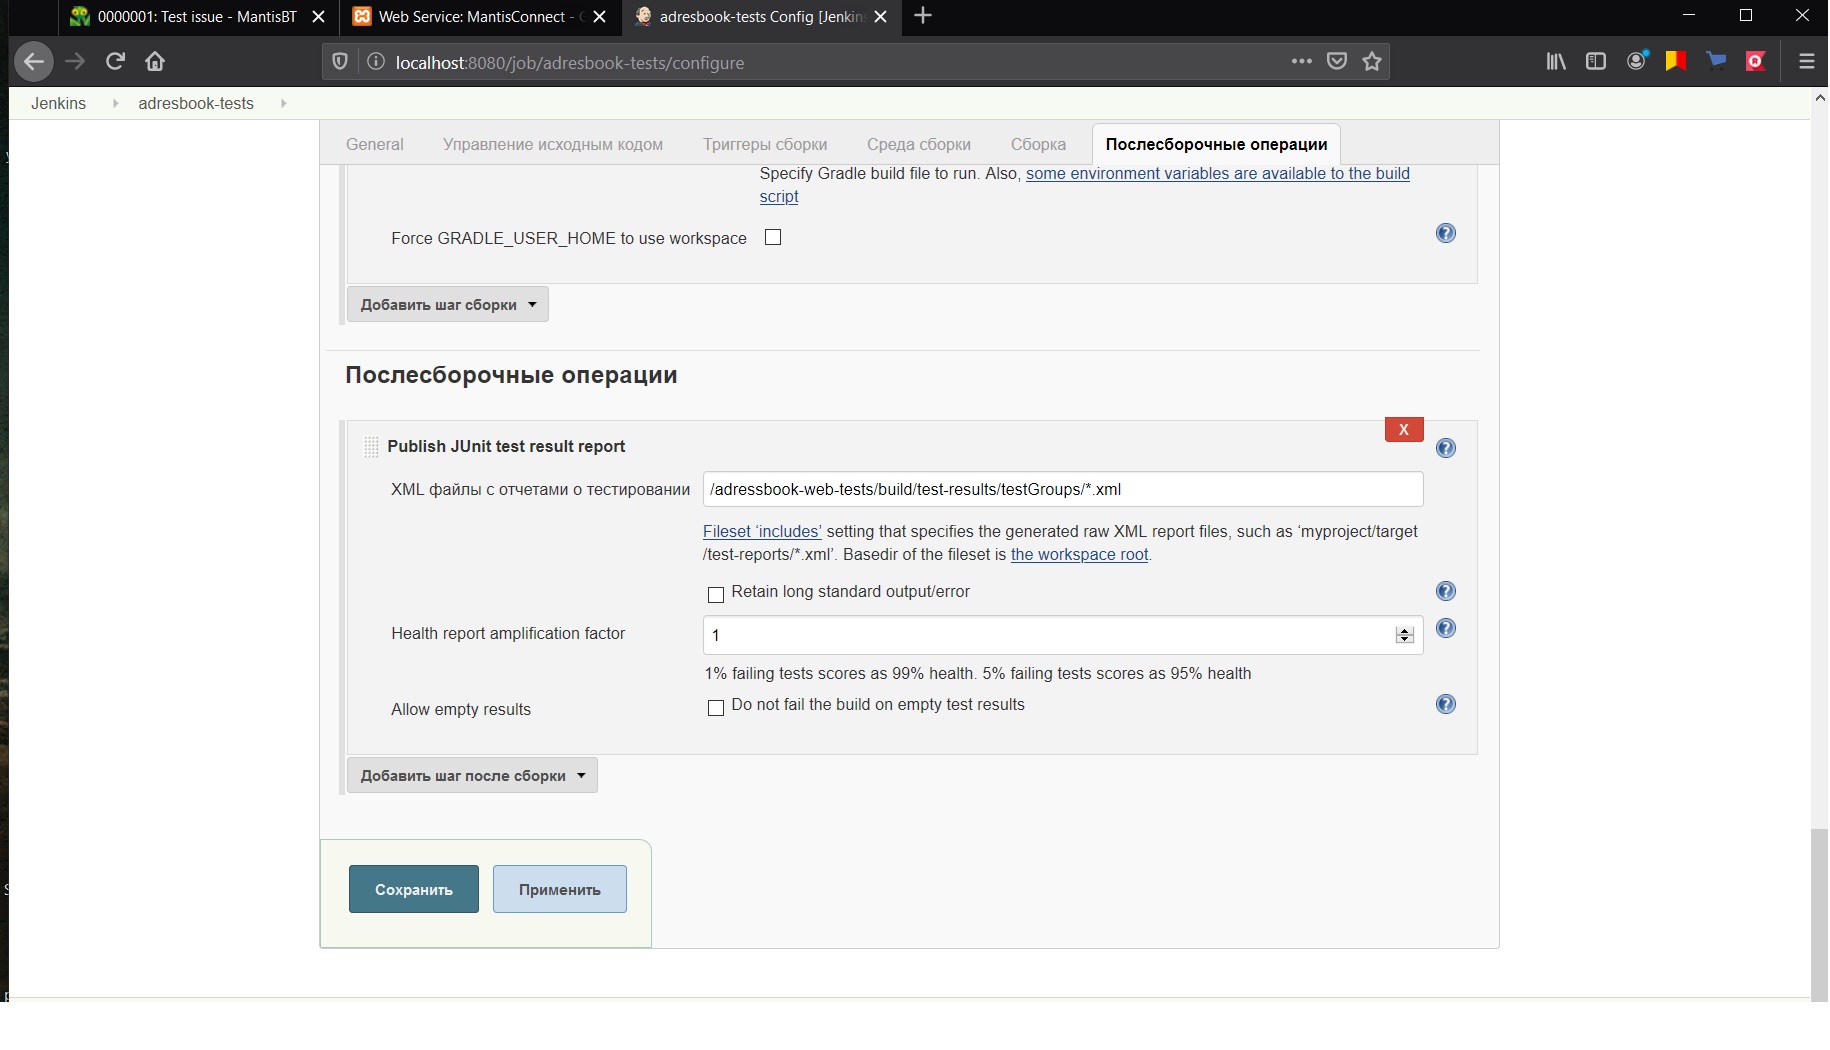 0000001: Test issue - MantisBT
Web Service: MantisConnect -
adresbook-tests Config [Jenkins
localhost:8080/job/adresbook-tests/configure
Jenkins adresbook-tests
General Управление исходным кодом Триггеры сборки Среда сборки Сборка Послесборочные операции
Specify Gradle build file to run. Also, some environment variables are available to the build
script
Force GRADLE_USER_HOME to use workspace
Добавить шаг сборки
Послесборочные операции
X
Publish JUnit test result report
XML файлы с отчетами о тестировании /adressbook-web-tests/build/test-results/testGroups/*.xml
Fileset ‘includes’ setting that specifies the generated raw XML report files, such as ‘myproject/target
/test-reports/*.xml’. Basedir of the fileset is the workspace root.
Retain long standard output/error
Health report amplification factor 1
1% failing tests scores as 99% health. 5% failing tests scores as 95% health
Allow empty results Do not fail the build on empty test results
Добавить шаг после сборки
Сохранить Применить